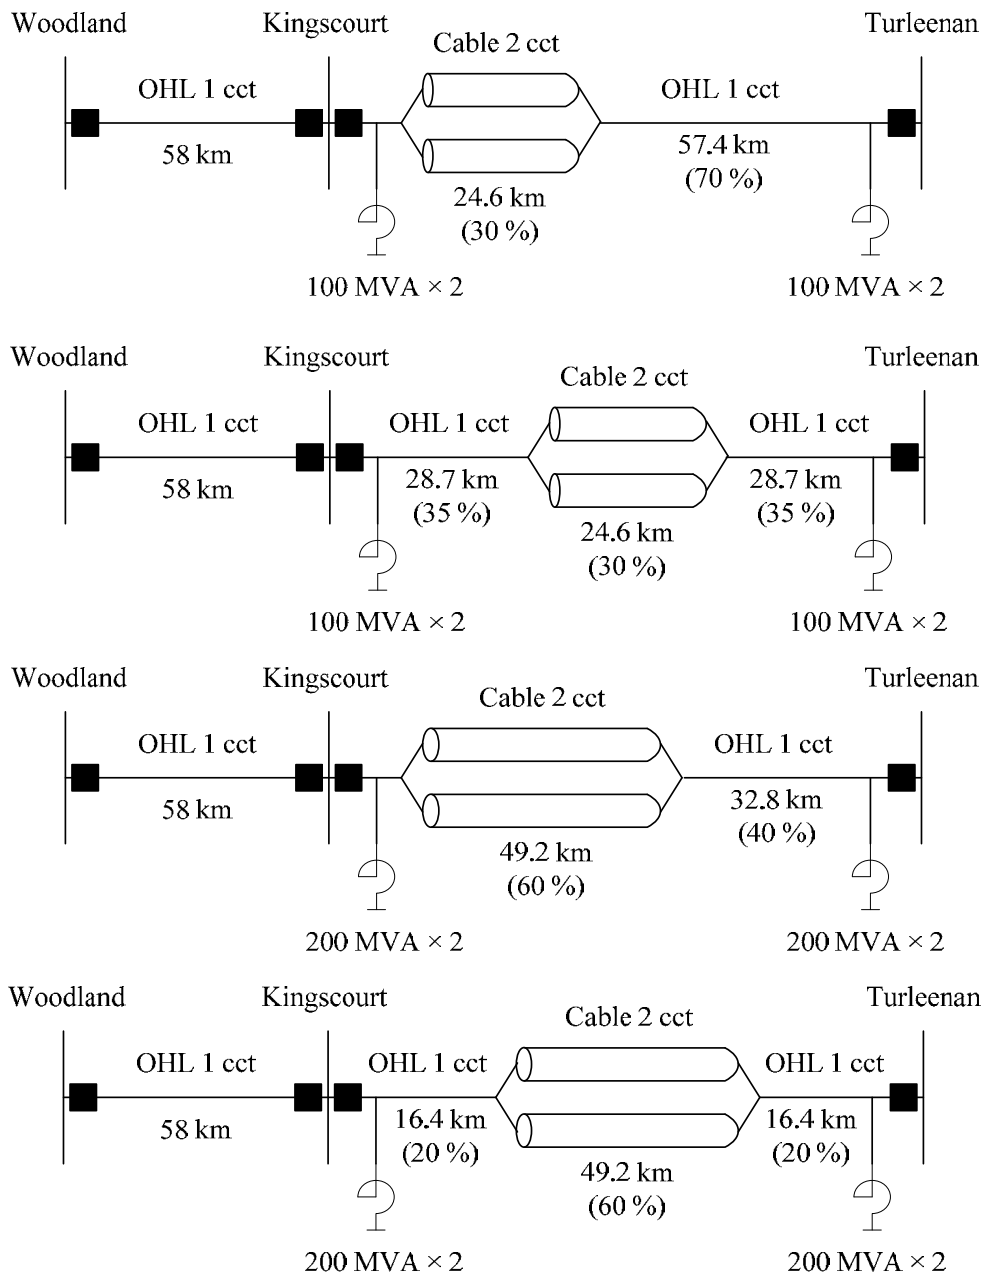 Woodland Kingscourt Turleenan
Cable 2 cct
OHL 1 cct OHL 1 cct
58 km 57.4 km
(70 %)
24.6 km
(30 %)
100 MVA × 2 100 MVA × 2
Woodland Kingscourt Turleenan
Cable 2 cct
OHL 1 cct OHL 1 cct OHL 1 cct
58 km 28.7 km 28.7 km
(35 %) (35 %)
24.6 km
(30 %)
100 MVA × 2 100 MVA × 2
Woodland Kingscourt Turleenan
Cable 2 cct
OHL 1 cct OHL 1 cct
58 km 32.8 km
(40 %)
49.2 km
(60 %)
200 MVA × 2 200 MVA × 2
Woodland Kingscourt Turleenan
Cable 2 cct
OHL 1 cct OHL 1 cct OHL 1 cct
58 km 16.4 km 16.4 km
(20 %) (20 %)
49.2 km
(60 %)
200 MVA × 2 200 MVA × 2